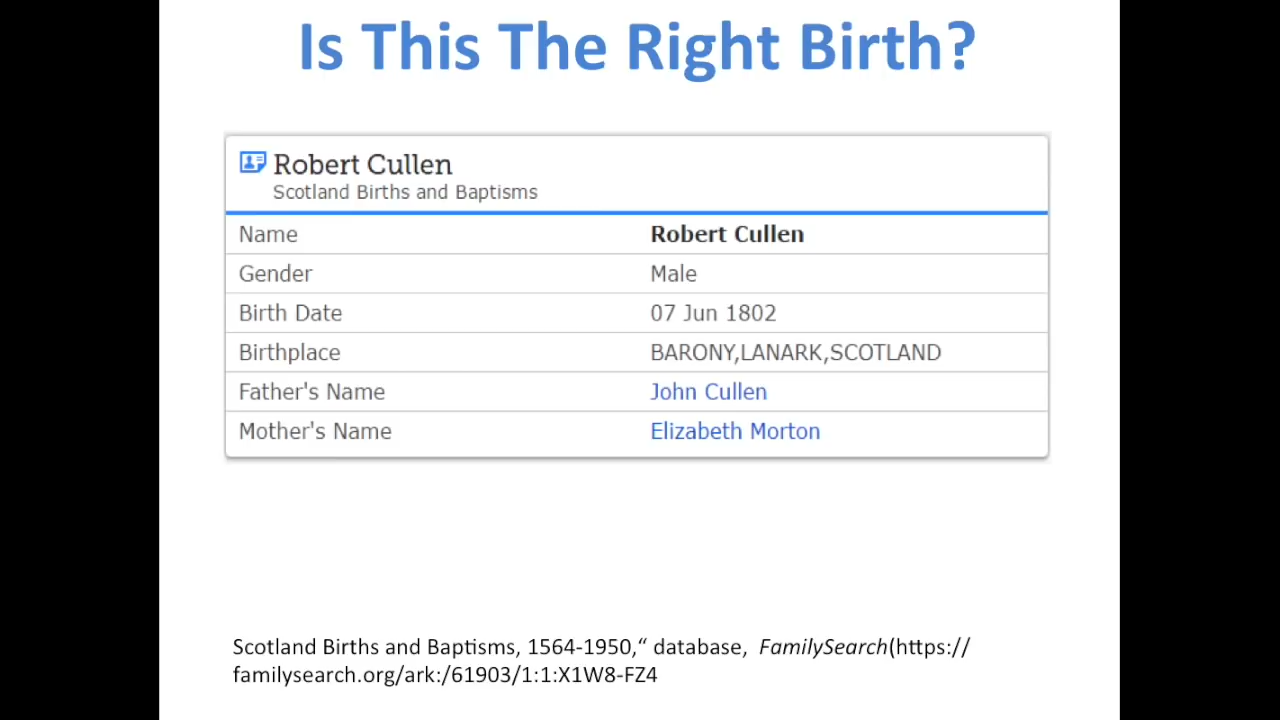 Is This The Right Birth?
Robert Cullen
Scotland Births and Baptisms
Name Robert Cullen
Gender Male
Birth Date 07 Jun 1802
Birthplace BARONY,LANARK,SCOTLAND
Father's Name John Cullen
Mother's Name Elizabeth Morton
Scotland Births and Baptisms, 1564-1950,“ database, FamilySearch(https://
familysearch.org/ark:/61903/1:1:X1W8-FZ4